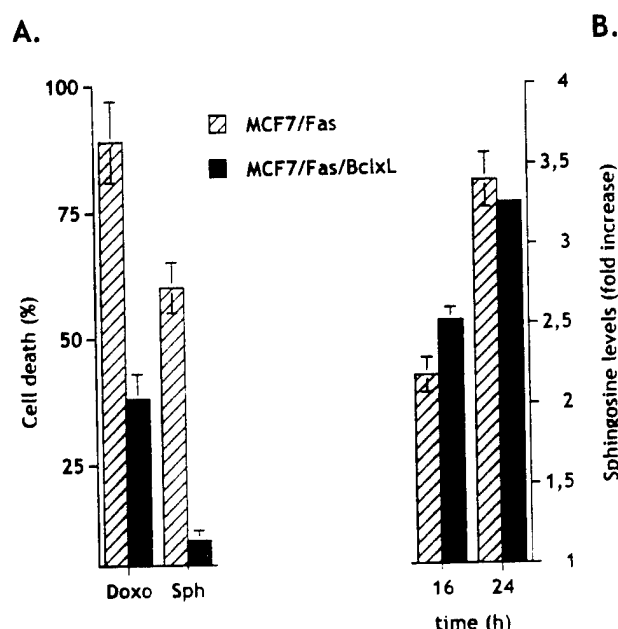 A.
B.
100
75
50
25
Cell death (%)
Doxo Sph
MCF7/Fas
MCF7/Fas/BclxL
4
3,5
3
2,5
2
1,5
1
Sphingosine levels (fold increase)
16 24
time (h)